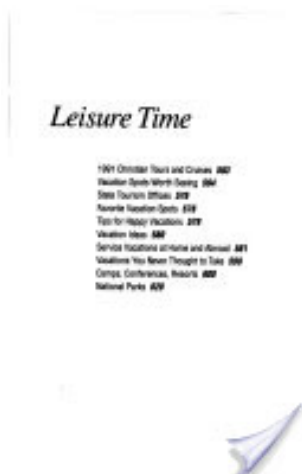 Leisure Time
1991 Christian Tours and Cruises
Vacation Spots Worth Seeing
State Tourism Offices
Favorite Vacation Spots
Tips for Happy Vacations
Vacation Ideas
Service Vacations at Home and Abroad
Vacations You Never Thought to Take
Camps, Conferences, Resorts
National Parks